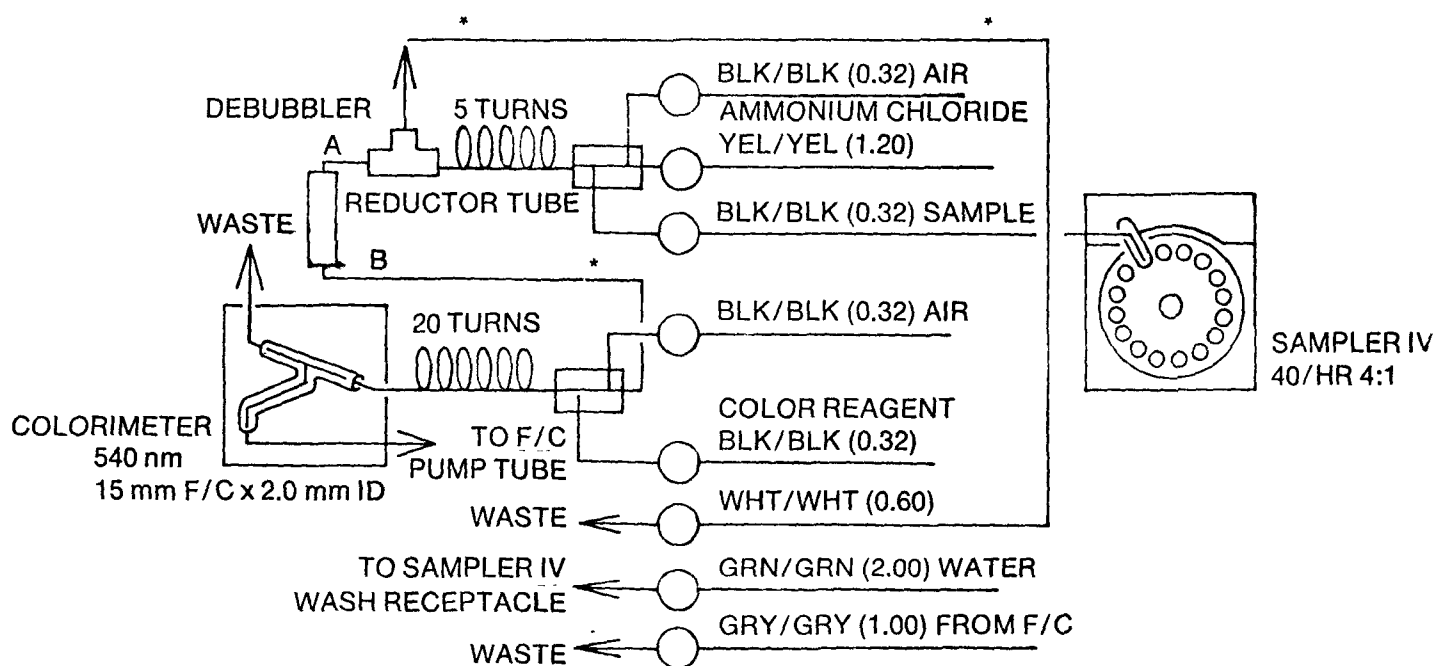 * *
BLK/BLK (0.32) AIR
DEBUBBLER
5 TURNS
AMMONIUM CHLORIDE
YEL/YEL (1.20)
A
REDUCTOR TUBE
BLK/BLK (0.32) SAMPLE
WASTE
B
*
20 TURNS
BLK/BLK (0.32) AIR
SAMPLER IV
40/HR 4:1
COLORIMETER
540 nm
15 mm F/C x 2.0 mm ID
TO F/C
PUMP TUBE
COLOR REAGENT
BLK/BLK (0.32)
WASTE
WHT/WHT (0.60)
TO SAMPLER IV
WASH RECEPTACLE
GRN/GRN (2.00) WATER
WASTE
GRY/GRY (1.00) FROM F/C